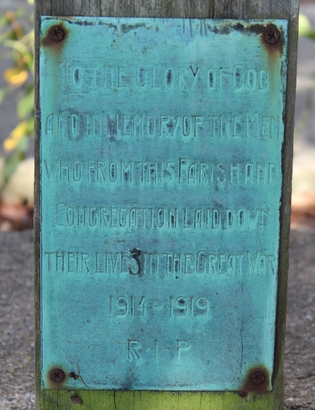 TO THE GLORY OF GOD
AND IN MEMORY OF THE MEN
WHO FROM THIS PARISH AND
CONGREGATION LAID DOWN
THEIR LIVES IN THE GREAT WAR
1914-1919
R I P